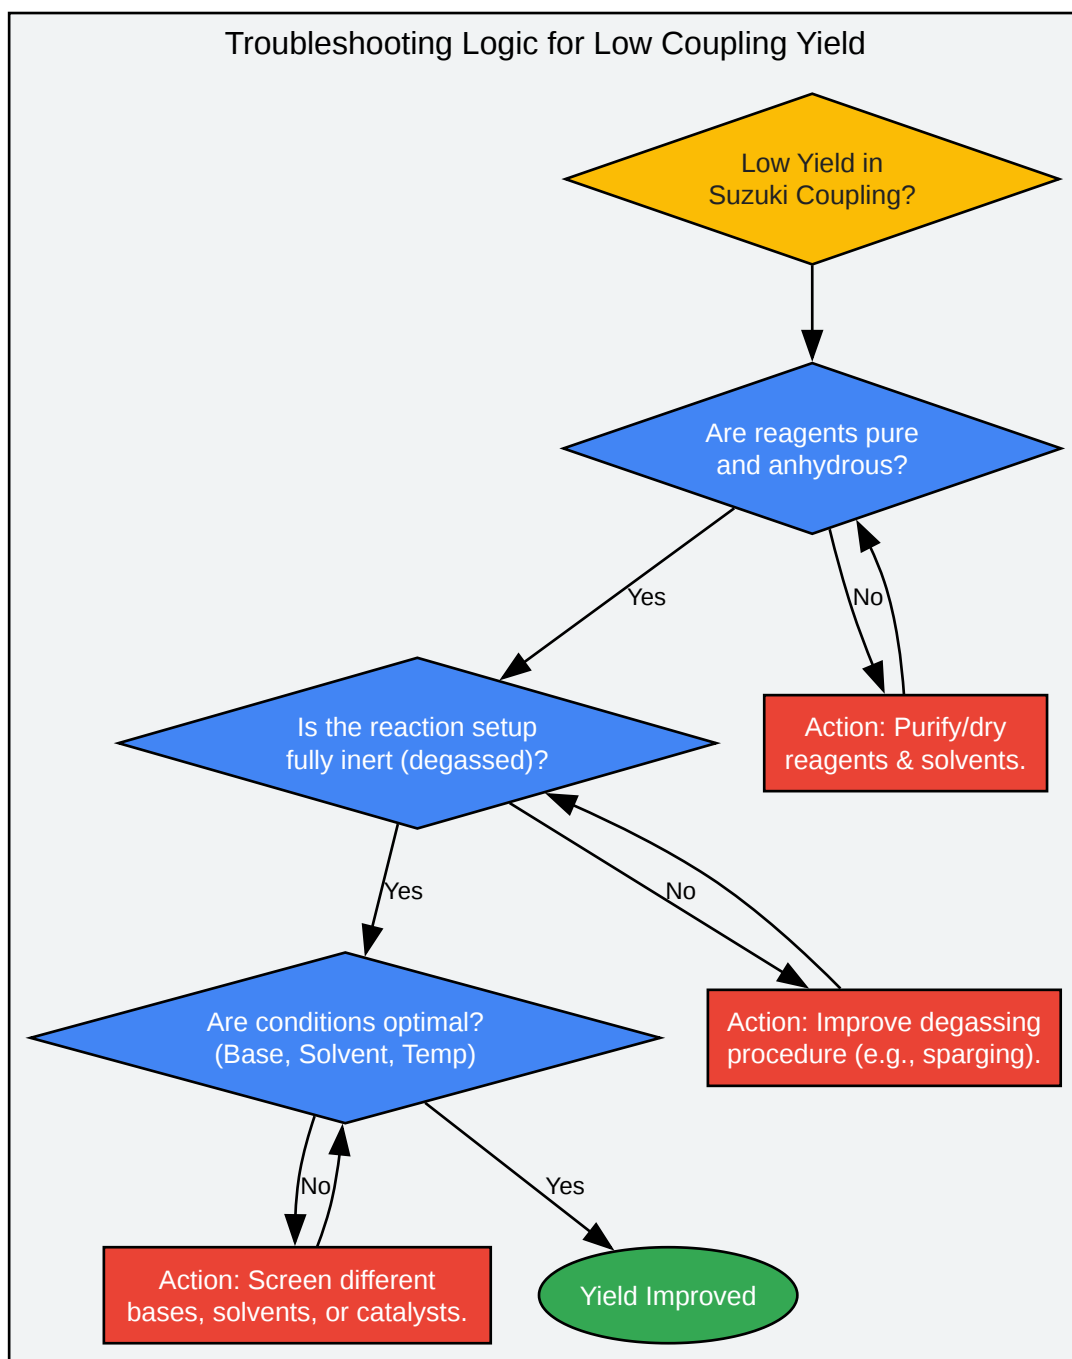 Troubleshooting Logic for Low Coupling Yield
Low Yield in
Suzuki Coupling?
Are reagents pure
and anhydrous?
Yes
No
Is the reaction setup
fully inert (degassed)?
Action: Purify/dry
reagents & solvents.
Yes
No
Are conditions optimal?
(Base, Solvent, Temp)
Action: Improve degassing
procedure (e.g., sparging).
No
Yes
Action: Screen different
bases, solvents, or catalysts.
Yield Improved